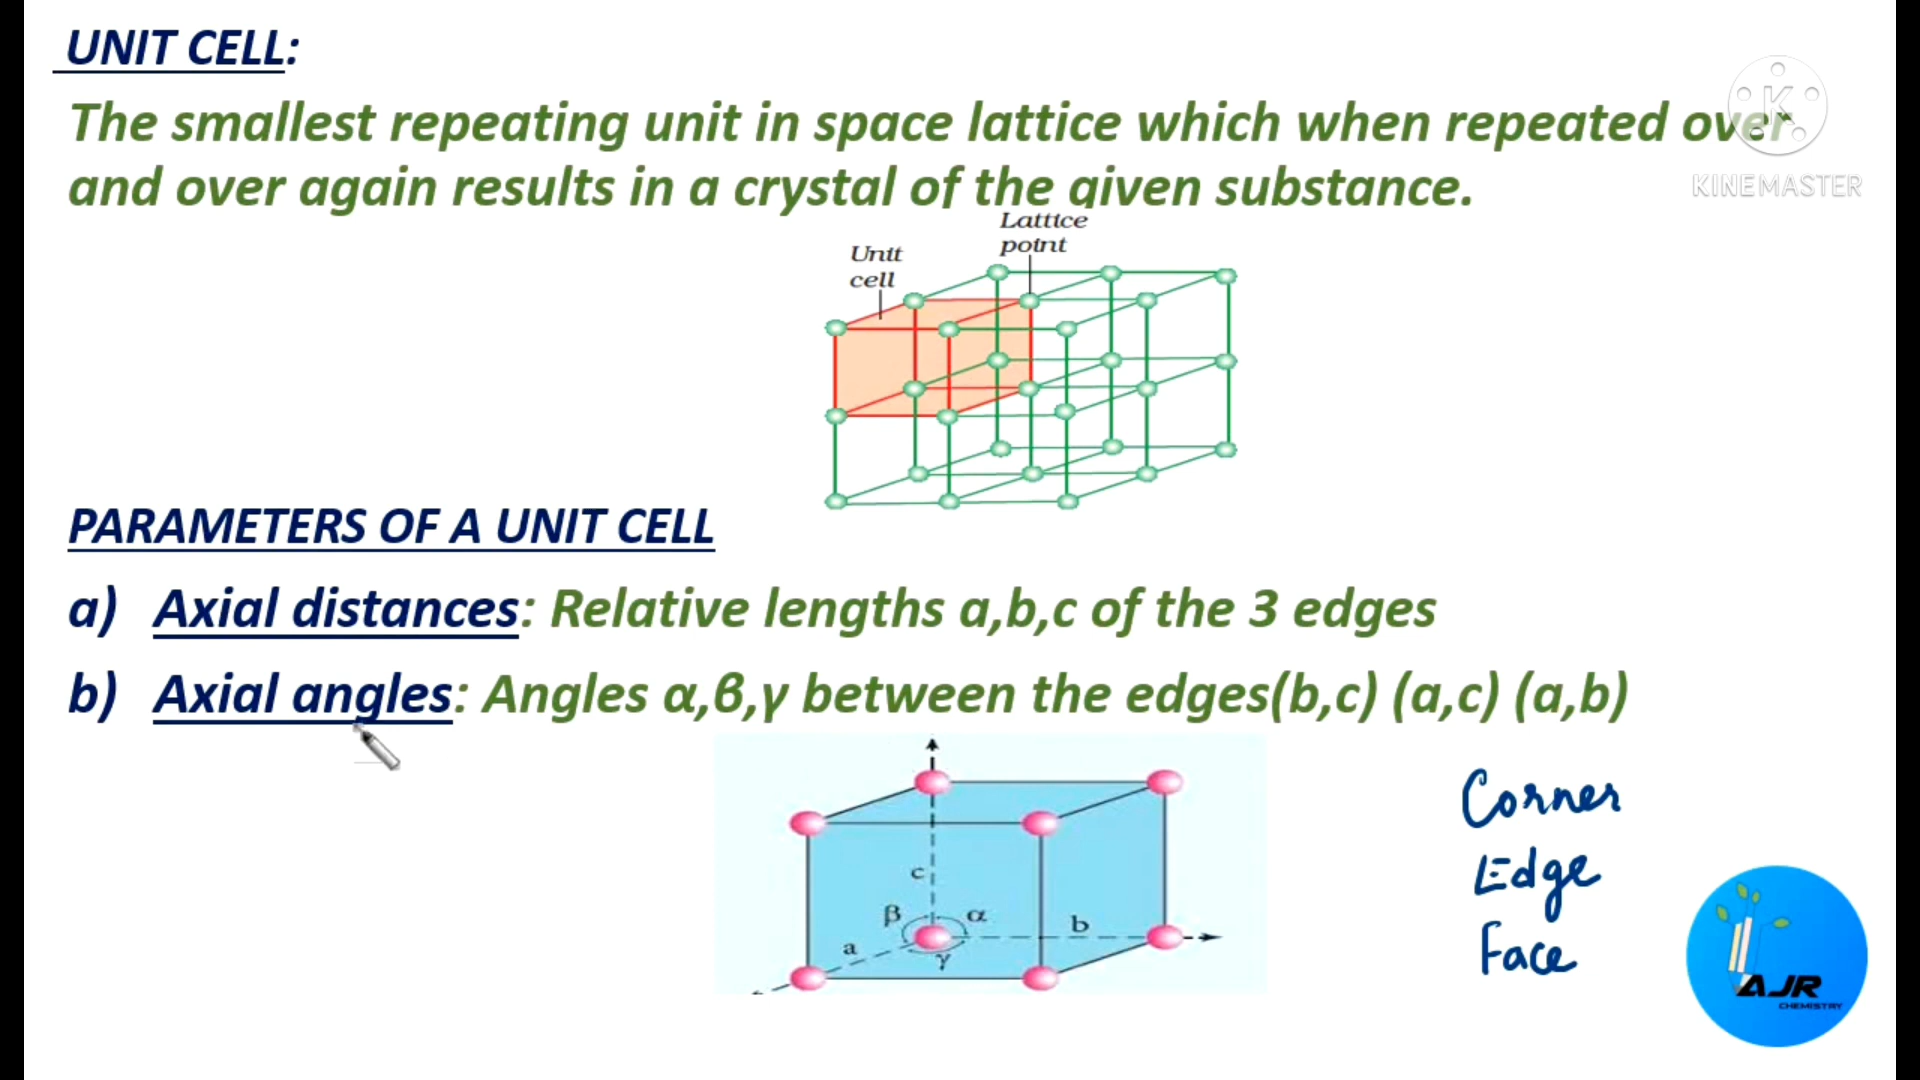 UNIT CELL:
The smallest repeating unit in space lattice which when repeated over
and over again results in a crystal of the given substance.
K
KINEMASTER
Lattice
point
Unit
cell
PARAMETERS OF A UNIT CELL
a) Axial distances: Relative lengths a,b,c of the 3 edges
b) Axial angles: Angles α,β,γ between the edges(b,c) (a,c) (a,b)
c
β α
a b
γ
Corner
Edge
Face
AJR
CHEMISTRY